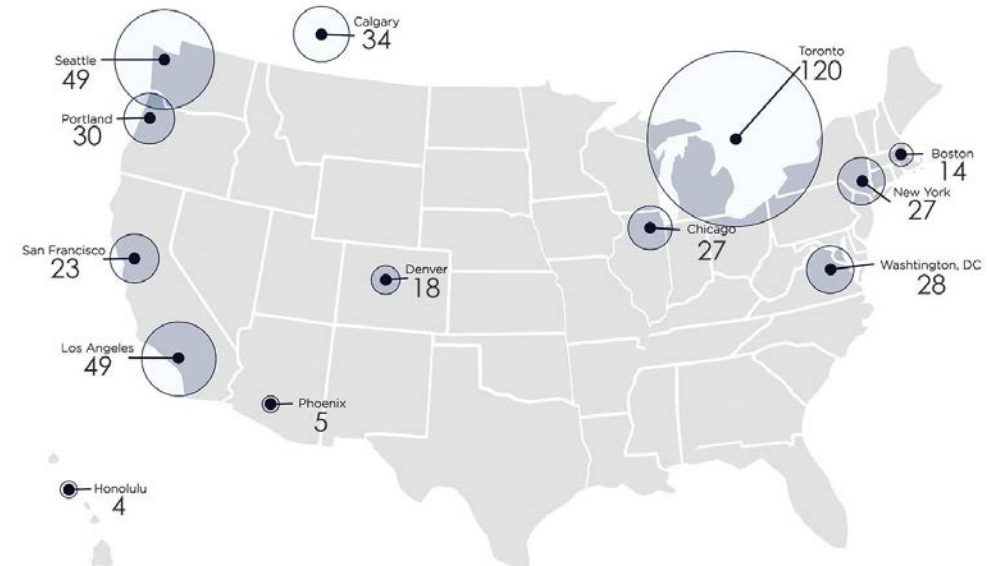 Calgary
34
Seattle
49
Toronto
120
Portland
30
Boston
14
New York
27
Chicago
27
San Francisco
23
Washtington, DC
28
Denver
18
Los Angeles
49
Phoenix
5
Honolulu
4